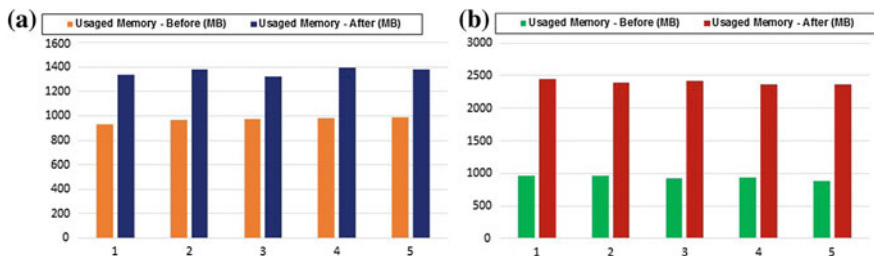 (a)
Usaged Memory - Before (MB) Usaged Memory - After (MB)
1600
1400
1200
1000
800
600
400
200
0
1 2 3 4 5
(b)
Usaged Memory - Before (MB) Usaged Memory - After (MB)
3000
2500
2000
1500
1000
500
0
1 2 3 4 5